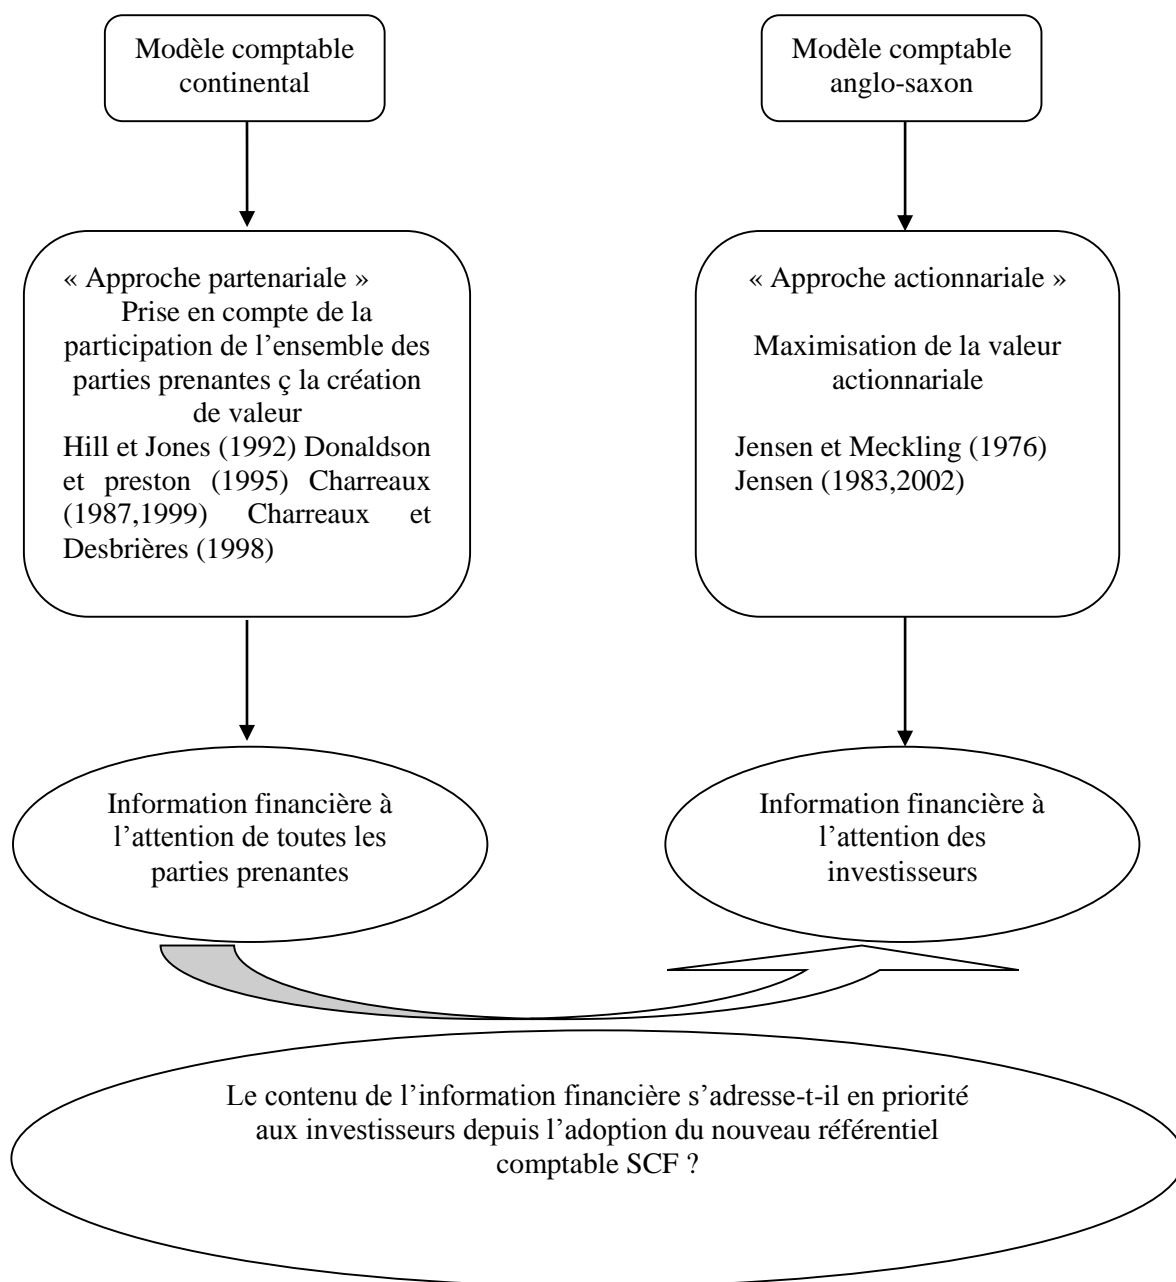 Modèle comptable
continental
Modèle comptable
anglo-saxon
« Approche partenariale »
Prise en compte de la
participation de l’ensemble des
parties prenantes ç la création
de valeur
Hill et Jones (1992) Donaldson
et preston (1995) Charreaux
(1987,1999) Charreaux et
Desbrières (1998)
« Approche actionnariale »
Maximisation de la valeur
actionnariale
Jensen et Meckling (1976)
Jensen (1983,2002)
Information financière à
l’attention de toutes les
parties prenantes
Information financière à
l’attention des
investisseurs
Le contenu de l’information financière s’adresse-t-il en priorité
aux investisseurs depuis l’adoption du nouveau référentiel
comptable SCF ?